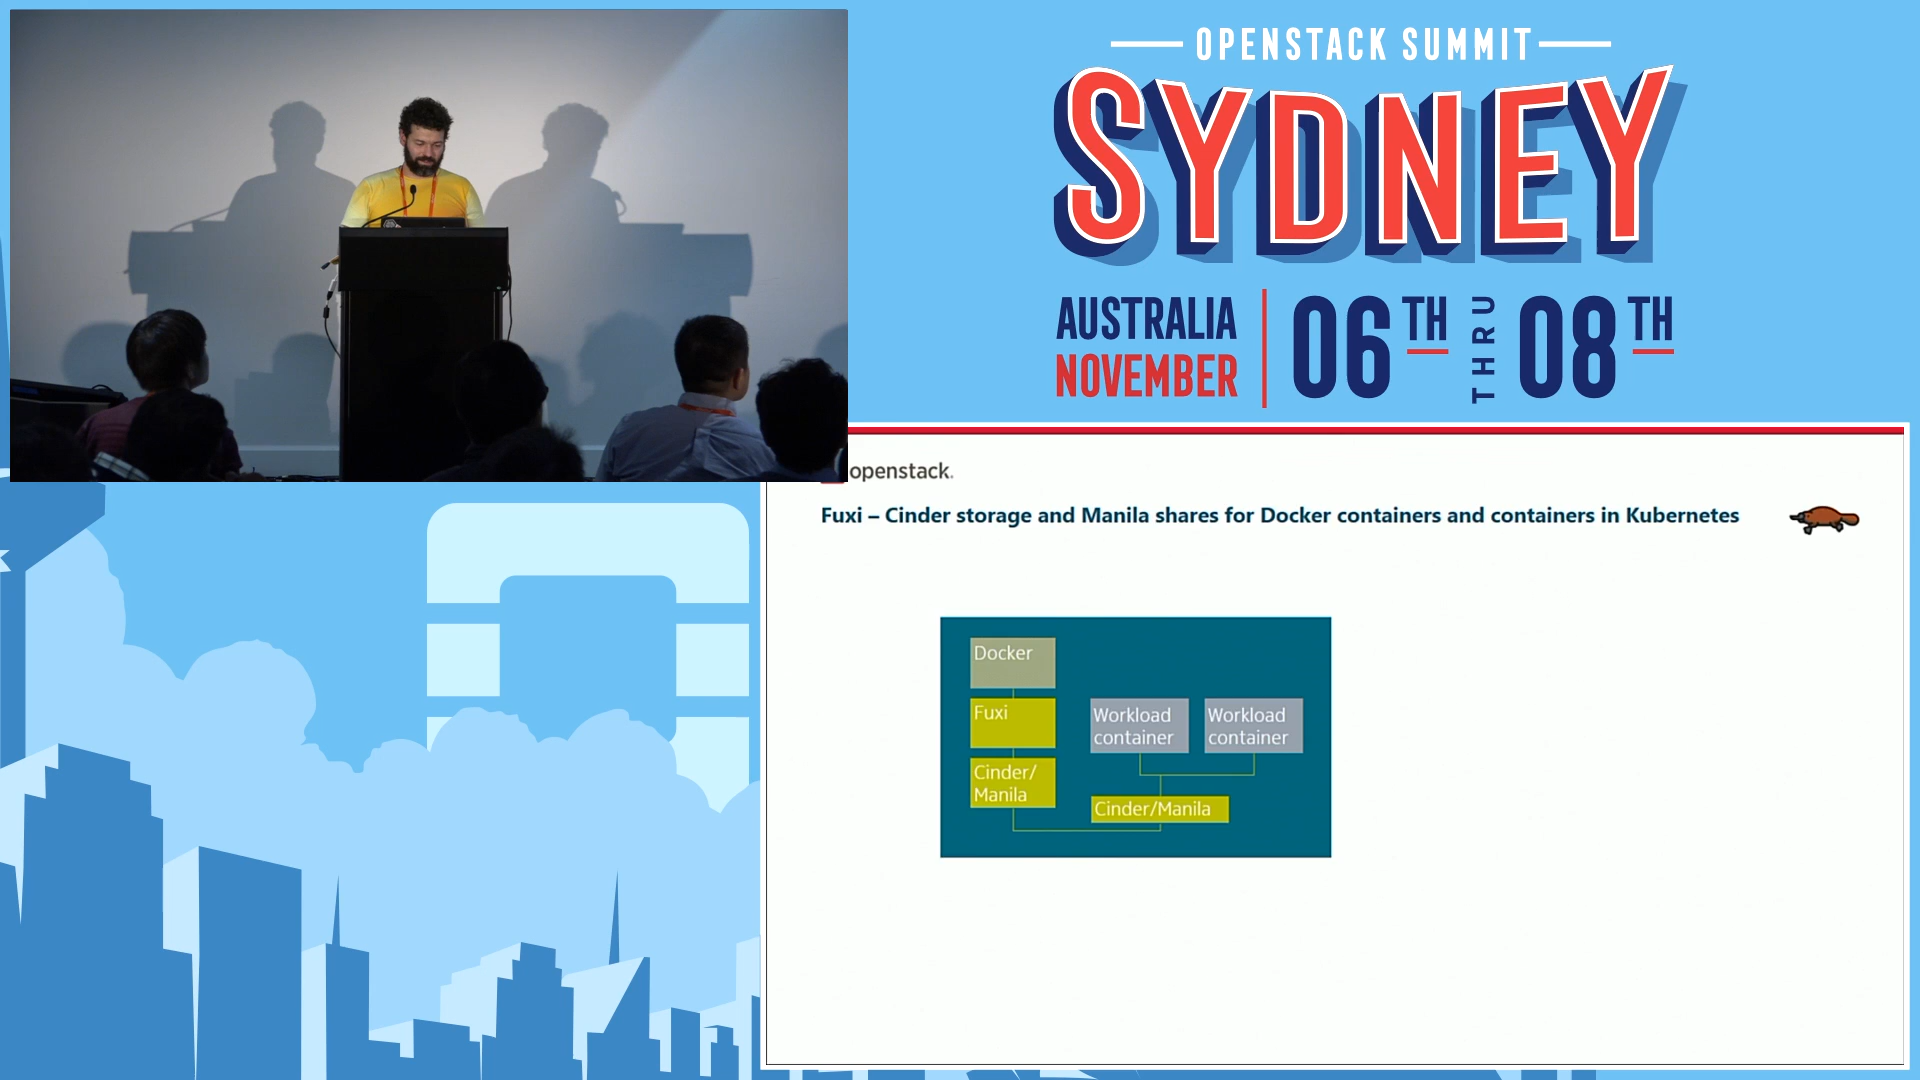 OPENSTACK SUMMIT
SYDNEY
AUSTRALIA
NOVEMBER
06TH
THRU
08TH
openstack.
Fuxi – Cinder storage and Manila shares for Docker containers and containers in Kubernetes
Docker
Fuxi
Cinder/
Manila
Workload
container
Workload
container
Cinder/Manila